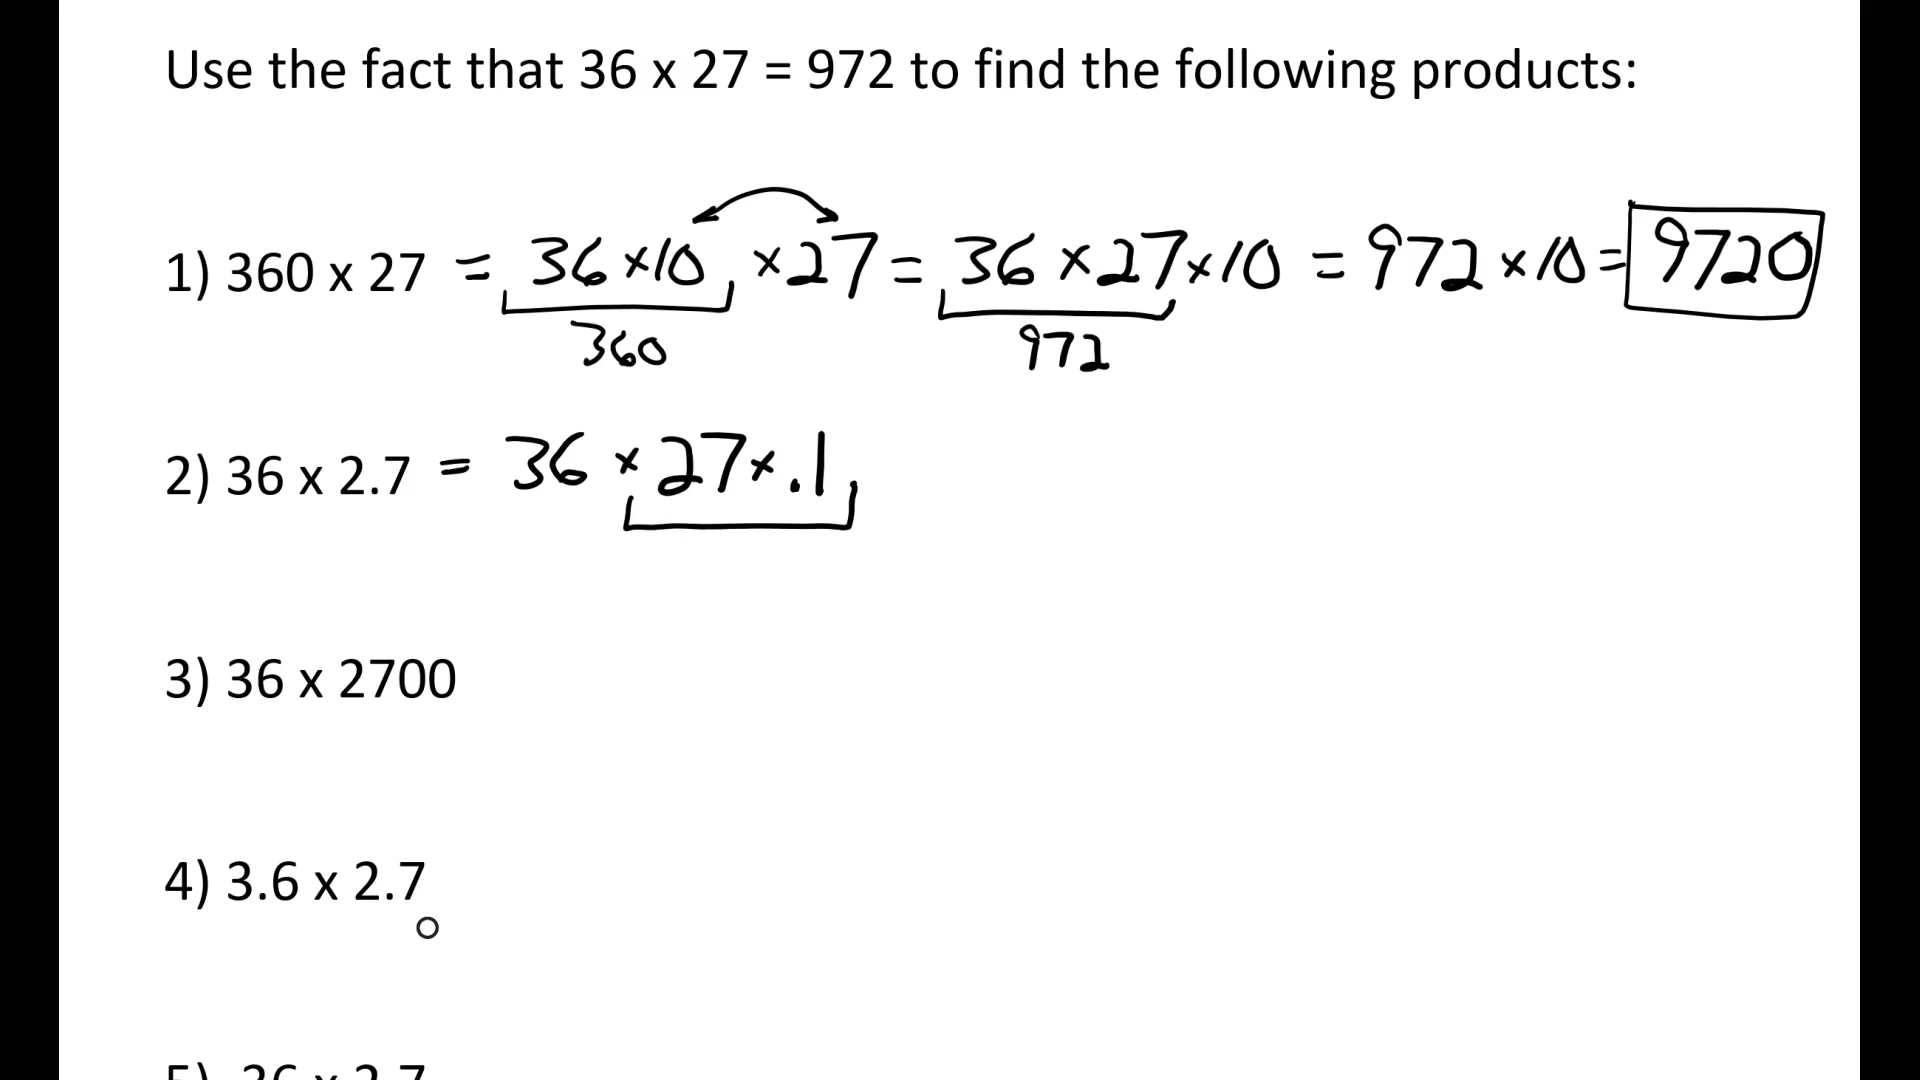 Use the fact that 36 x 27 = 972 to find the following products:
1) 360 x 27 = 36 × 10 × 27 = 36 × 27 × 10 = 972 × 10 = 9720
360 972
2) 36 x 2.7 = 36 × 27 × .1
3) 36 x 2700
4) 3.6 x 2.7